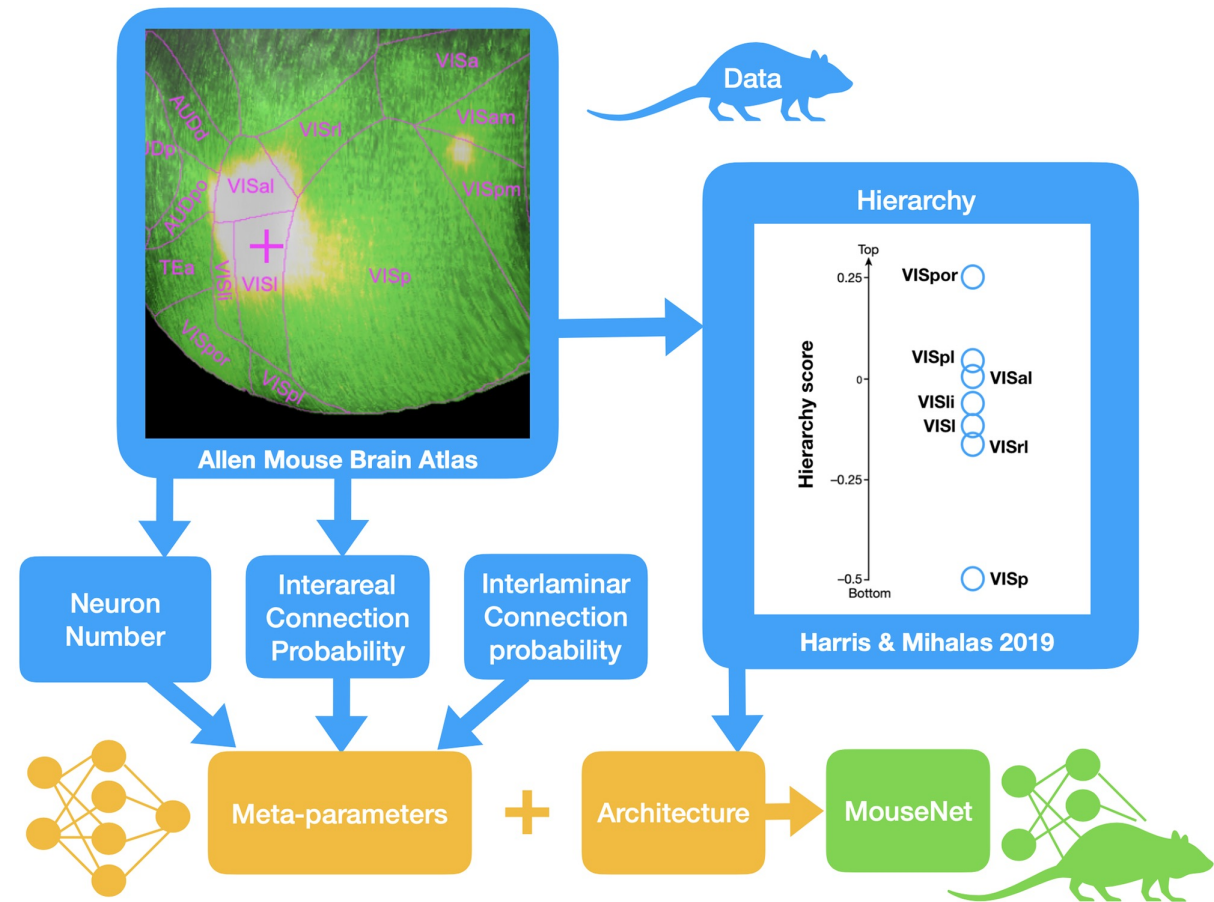 Data
VISa
AUDd
VISrl
VISam
VISal
VISpm
AUDpo
TEa
VISli
VISl
VISp
VISpor
VISpl
Allen Mouse Brain Atlas
Hierarchy
Top
0.25
VISpor
VISpl
0
VISal
VISli
VISl
VISrl
Hierarchy score
−0.25
−0.5
VISp
Bottom
Harris & Mihalas 2019
Neuron
Number
Interareal
Connection
Probability
Interlaminar
Connection
probability
Meta-parameters
+
Architecture
MouseNet